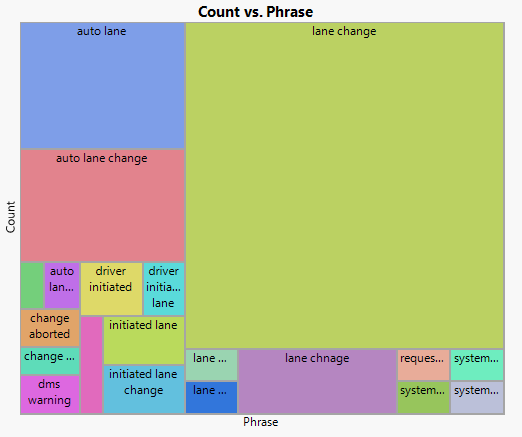 Count vs. Phrase
auto lane
lane change
auto lane change
auto
lan...
driver
initiated
driver
initia...
lane
change
aborted
initiated lane
change ...
lane ...
lane chnage
reques...
system...
dms
warning
initiated lane
change
lane ...
system...
system...
Count
Phrase